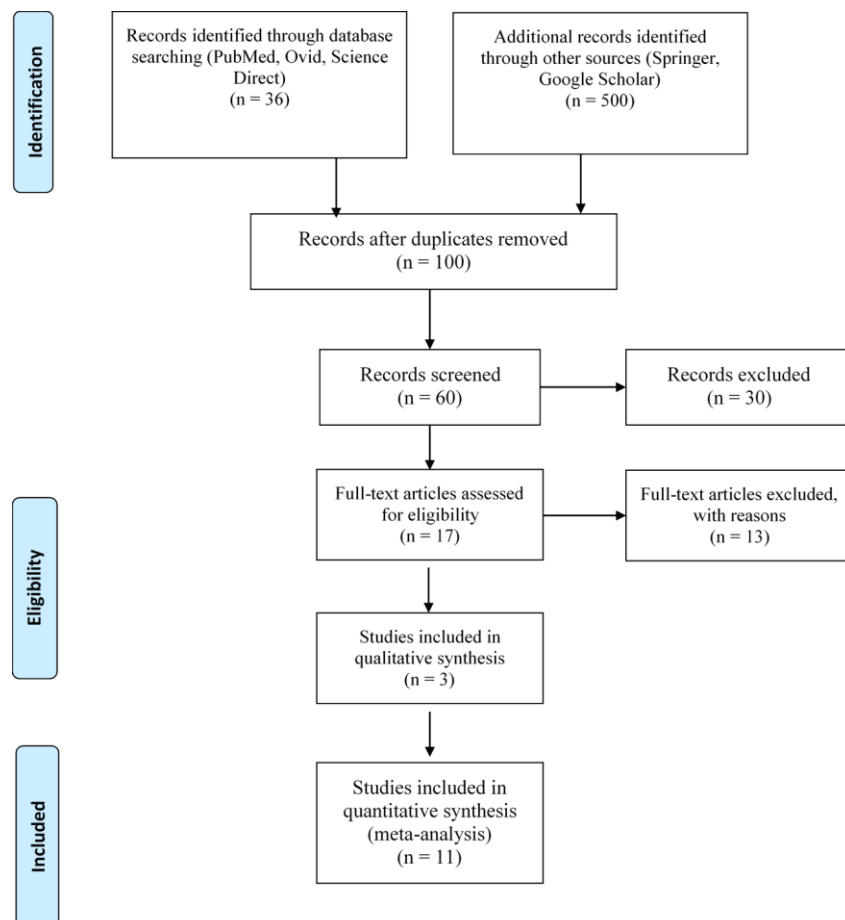 Identification
Records identified through database
searching (PubMed, Ovid, Science
Direct)
(n = 36)
Additional records identified
through other sources (Springer,
Google Scholar)
(n = 500)
Records after duplicates removed
(n = 100)
Records screened
(n = 60)
Records excluded
(n = 30)
Eligibility
Full-text articles assessed
for eligibility
(n = 17)
Full-text articles excluded,
with reasons
(n = 13)
Studies included in
qualitative synthesis
(n = 3)
Included
Studies included in
quantitative synthesis
(meta-analysis)
(n = 11)